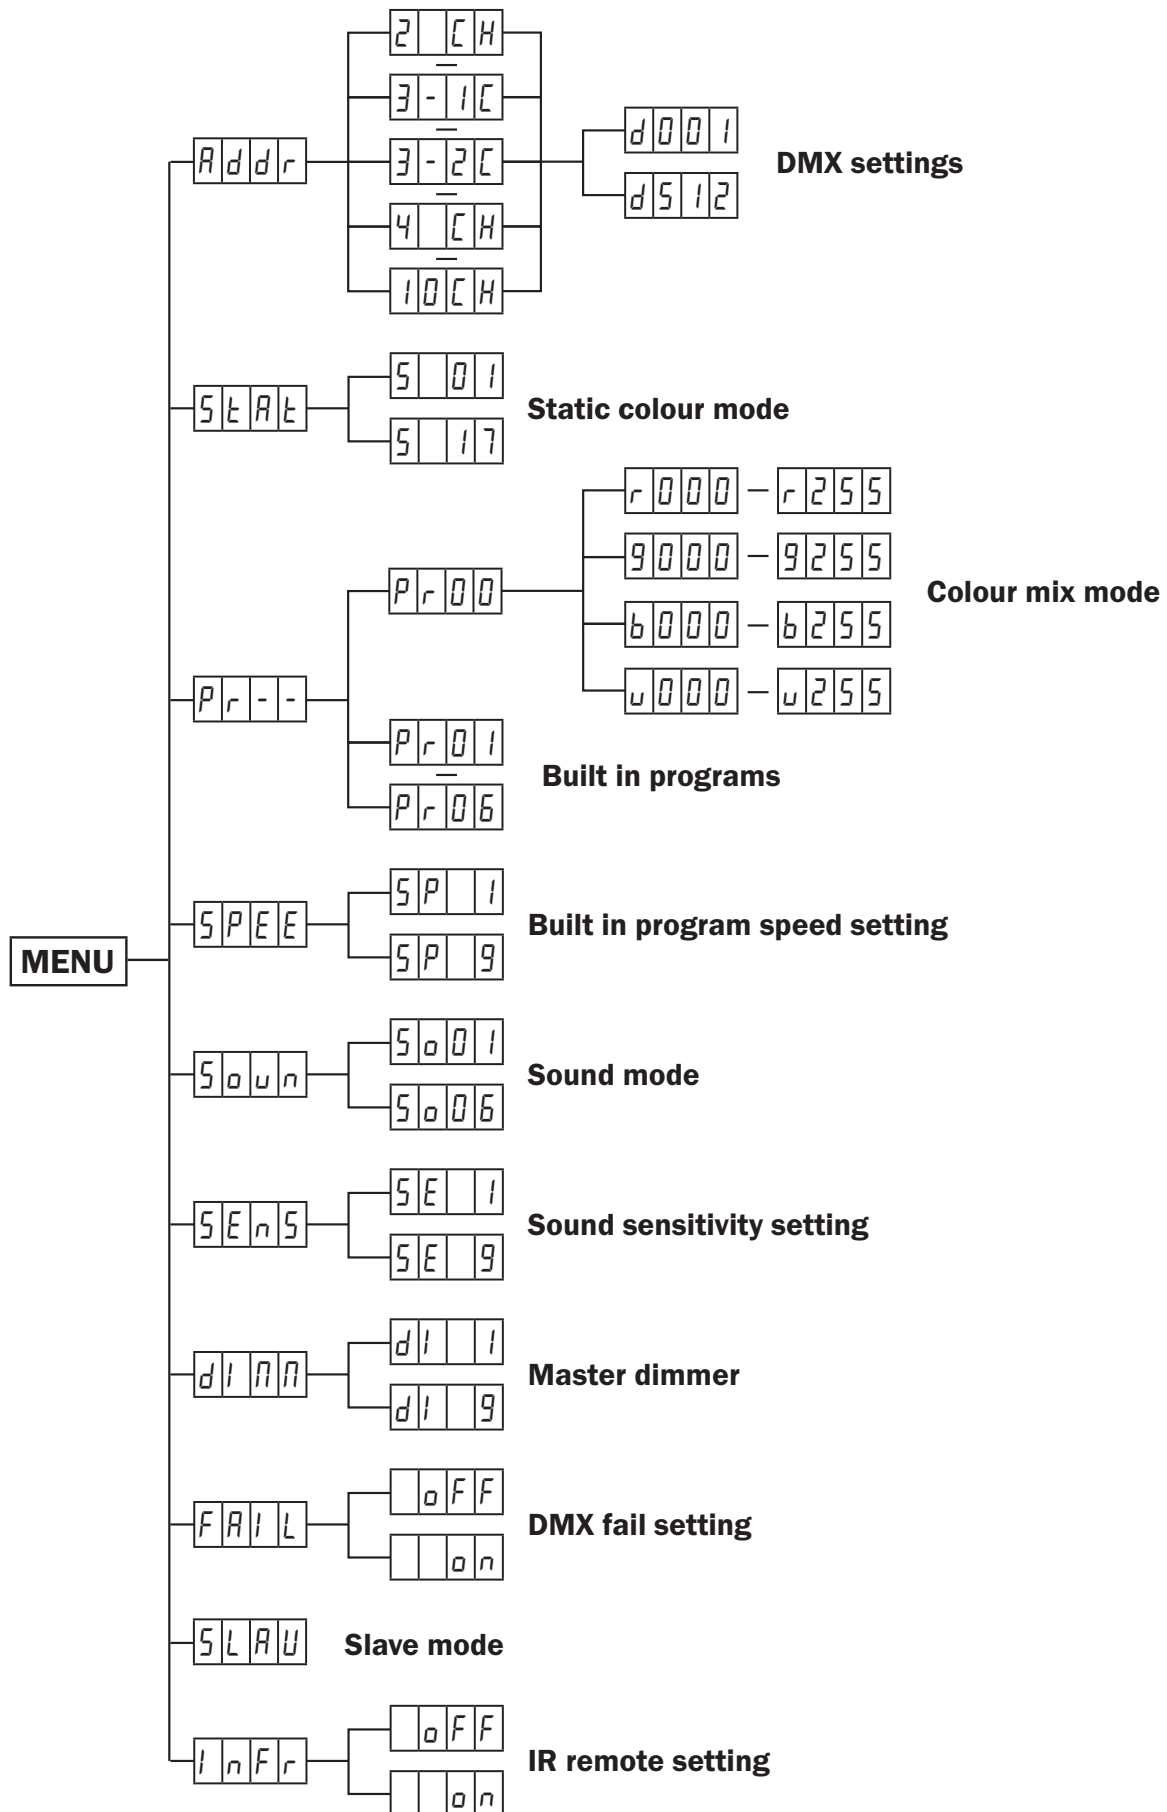 2 CH
3-1C
Addr 3-2C d001 DMX settings
d512
4 CH
10CH
S 01
StAt Static colour mode
S 17
r000 — r255
g000 — g255
Pr00 Colour mix mode
b000 — b255
u000 — u255
Pr--
Pr01
Built in programs
Pr06
SP 1
SPEE Built in program speed setting
SP 9
MENU
So01
Soun Sound mode
So06
SE 1
SEnS Sound sensitivity setting
SE 9
dI 1
dImm Master dimmer
dI 9
oFF
FAIL DMX fail setting
on
SLAU Slave mode
oFF
InFr IR remote setting
on